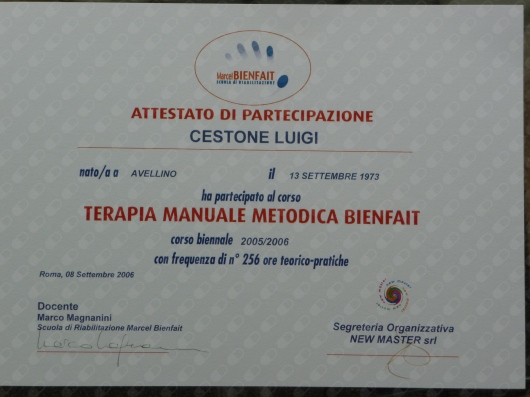 Marcel BIENFAIT
SCUOLA DI RIABILITAZIONE
ATTESTATO DI PARTECIPAZIONE
CESTONE LUIGI
nato/a a AVELLINO il 13 SETTEMBRE 1973
ha partecipato al corso
TERAPIA MANUALE METODICA BIENFAIT
corso biennale 2005/2006
con frequenza di n° 256 ore teorico-pratiche
Roma, 08 Settembre 2006
Docente
Marco Magnanini
Scuola di Riabilitazione Marcel Bienfait
Segreteria Organizzativa
NEW MASTER srl